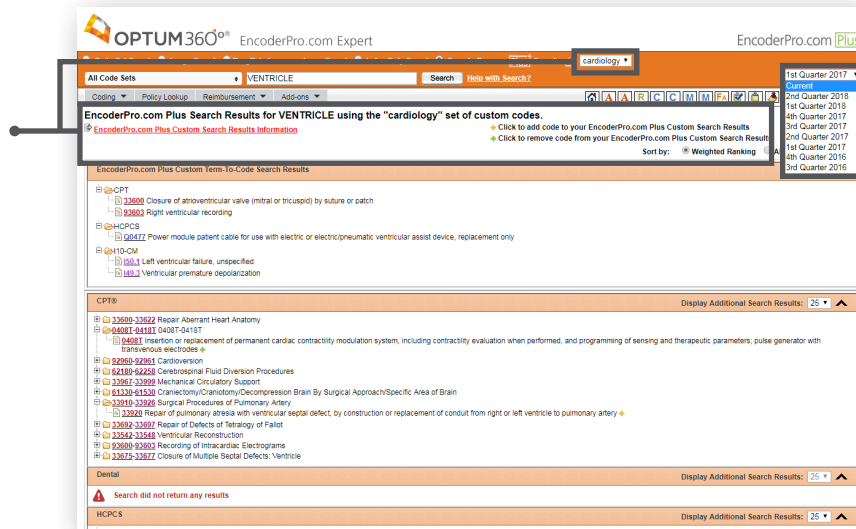 OPTUM360°® EncoderPro.com Expert
EncoderPro.com Plus
cardiology
All Code Sets
VENTRICLE
Search
Help with Search?
1st Quarter 2017
Current
2nd Quarter 2018
1st Quarter 2018
4th Quarter 2017
3rd Quarter 2017
2nd Quarter 2017
1st Quarter 2017
4th Quarter 2016
3rd Quarter 2016
Coding Policy Lookup Reimbursement Add-ons
A A R C C M M FA
EncoderPro.com Plus Search Results for VENTRICLE using the "cardiology" set of custom codes.
EncoderPro.com Plus Custom Search Results Information
+ Click to add code to your EncoderPro.com Plus Custom Search Results
+ Click to remove code from your EncoderPro.com Plus Custom Search Results
Sort by: Weighted Ranking
EncoderPro.com Plus Custom Term-To-Code Search Results
CPT
33600 Closure of atrioventricular valve (mitral or tricuspid) by suture or patch
93603 Right ventricular recording
HCPCS
Q0477 Power module patient cable for use with electric or electric/pneumatic ventricular assist device, replacement only
I10-CM
I50.1 Left ventricular failure, unspecified
I49.3 Ventricular premature depolarization
CPT® Display Additional Search Results: 25
33600-33622 Repair Aberrant Heart Anatomy
0408T-0418T 0408T-0418T
0408T Insertion or replacement of permanent cardiac contractility modulation system, including contractility evaluation when performed, and programming of sensing and therapeutic parameters; pulse generator with
transvenous electrodes +
92960-92961 Cardioversion
62180-62258 Cerebrospinal Fluid Diversion Procedures
33967-33999 Mechanical Circulatory Support
61330-61530 Craniectomy/Craniotomy/Decompression Brain By Surgical Approach/Specific Area of Brain
33910-33926 Surgical Procedures of Pulmonary Artery
33920 Repair of pulmonary atresia with ventricular septal defect, by construction or replacement of conduit from right or left ventricle to pulmonary artery +
33692-33697 Repair of Defects of Tetralogy of Fallot
33542-33548 Ventricular Reconstruction
93600-93603 Recording of Intracardiac Electrograms
33675-33677 Closure of Multiple Septal Defects: Ventricle
Dental Display Additional Search Results: 25
Search did not return any results
HCPCS Display Additional Search Results: 25